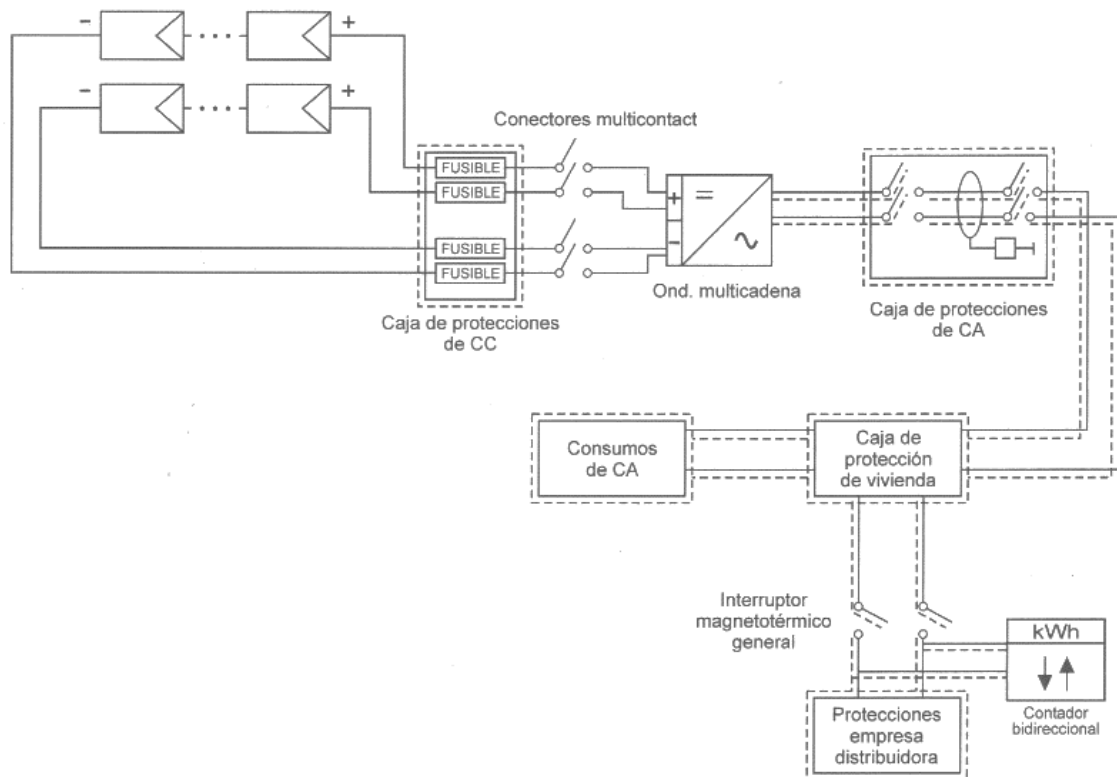 - +
- +
Conectores multicontact
FUSIBLE
FUSIBLE
FUSIBLE
FUSIBLE
+ =
- ~
Caja de protecciones
de CC
Ond. multicadena
Caja de protecciones
de CA
Consumos
de CA
Caja de
protección
de vivienda
Interruptor
magnetotérmico
general
kWh
Contador
bidireccional
Protecciones
empresa
distribuidora